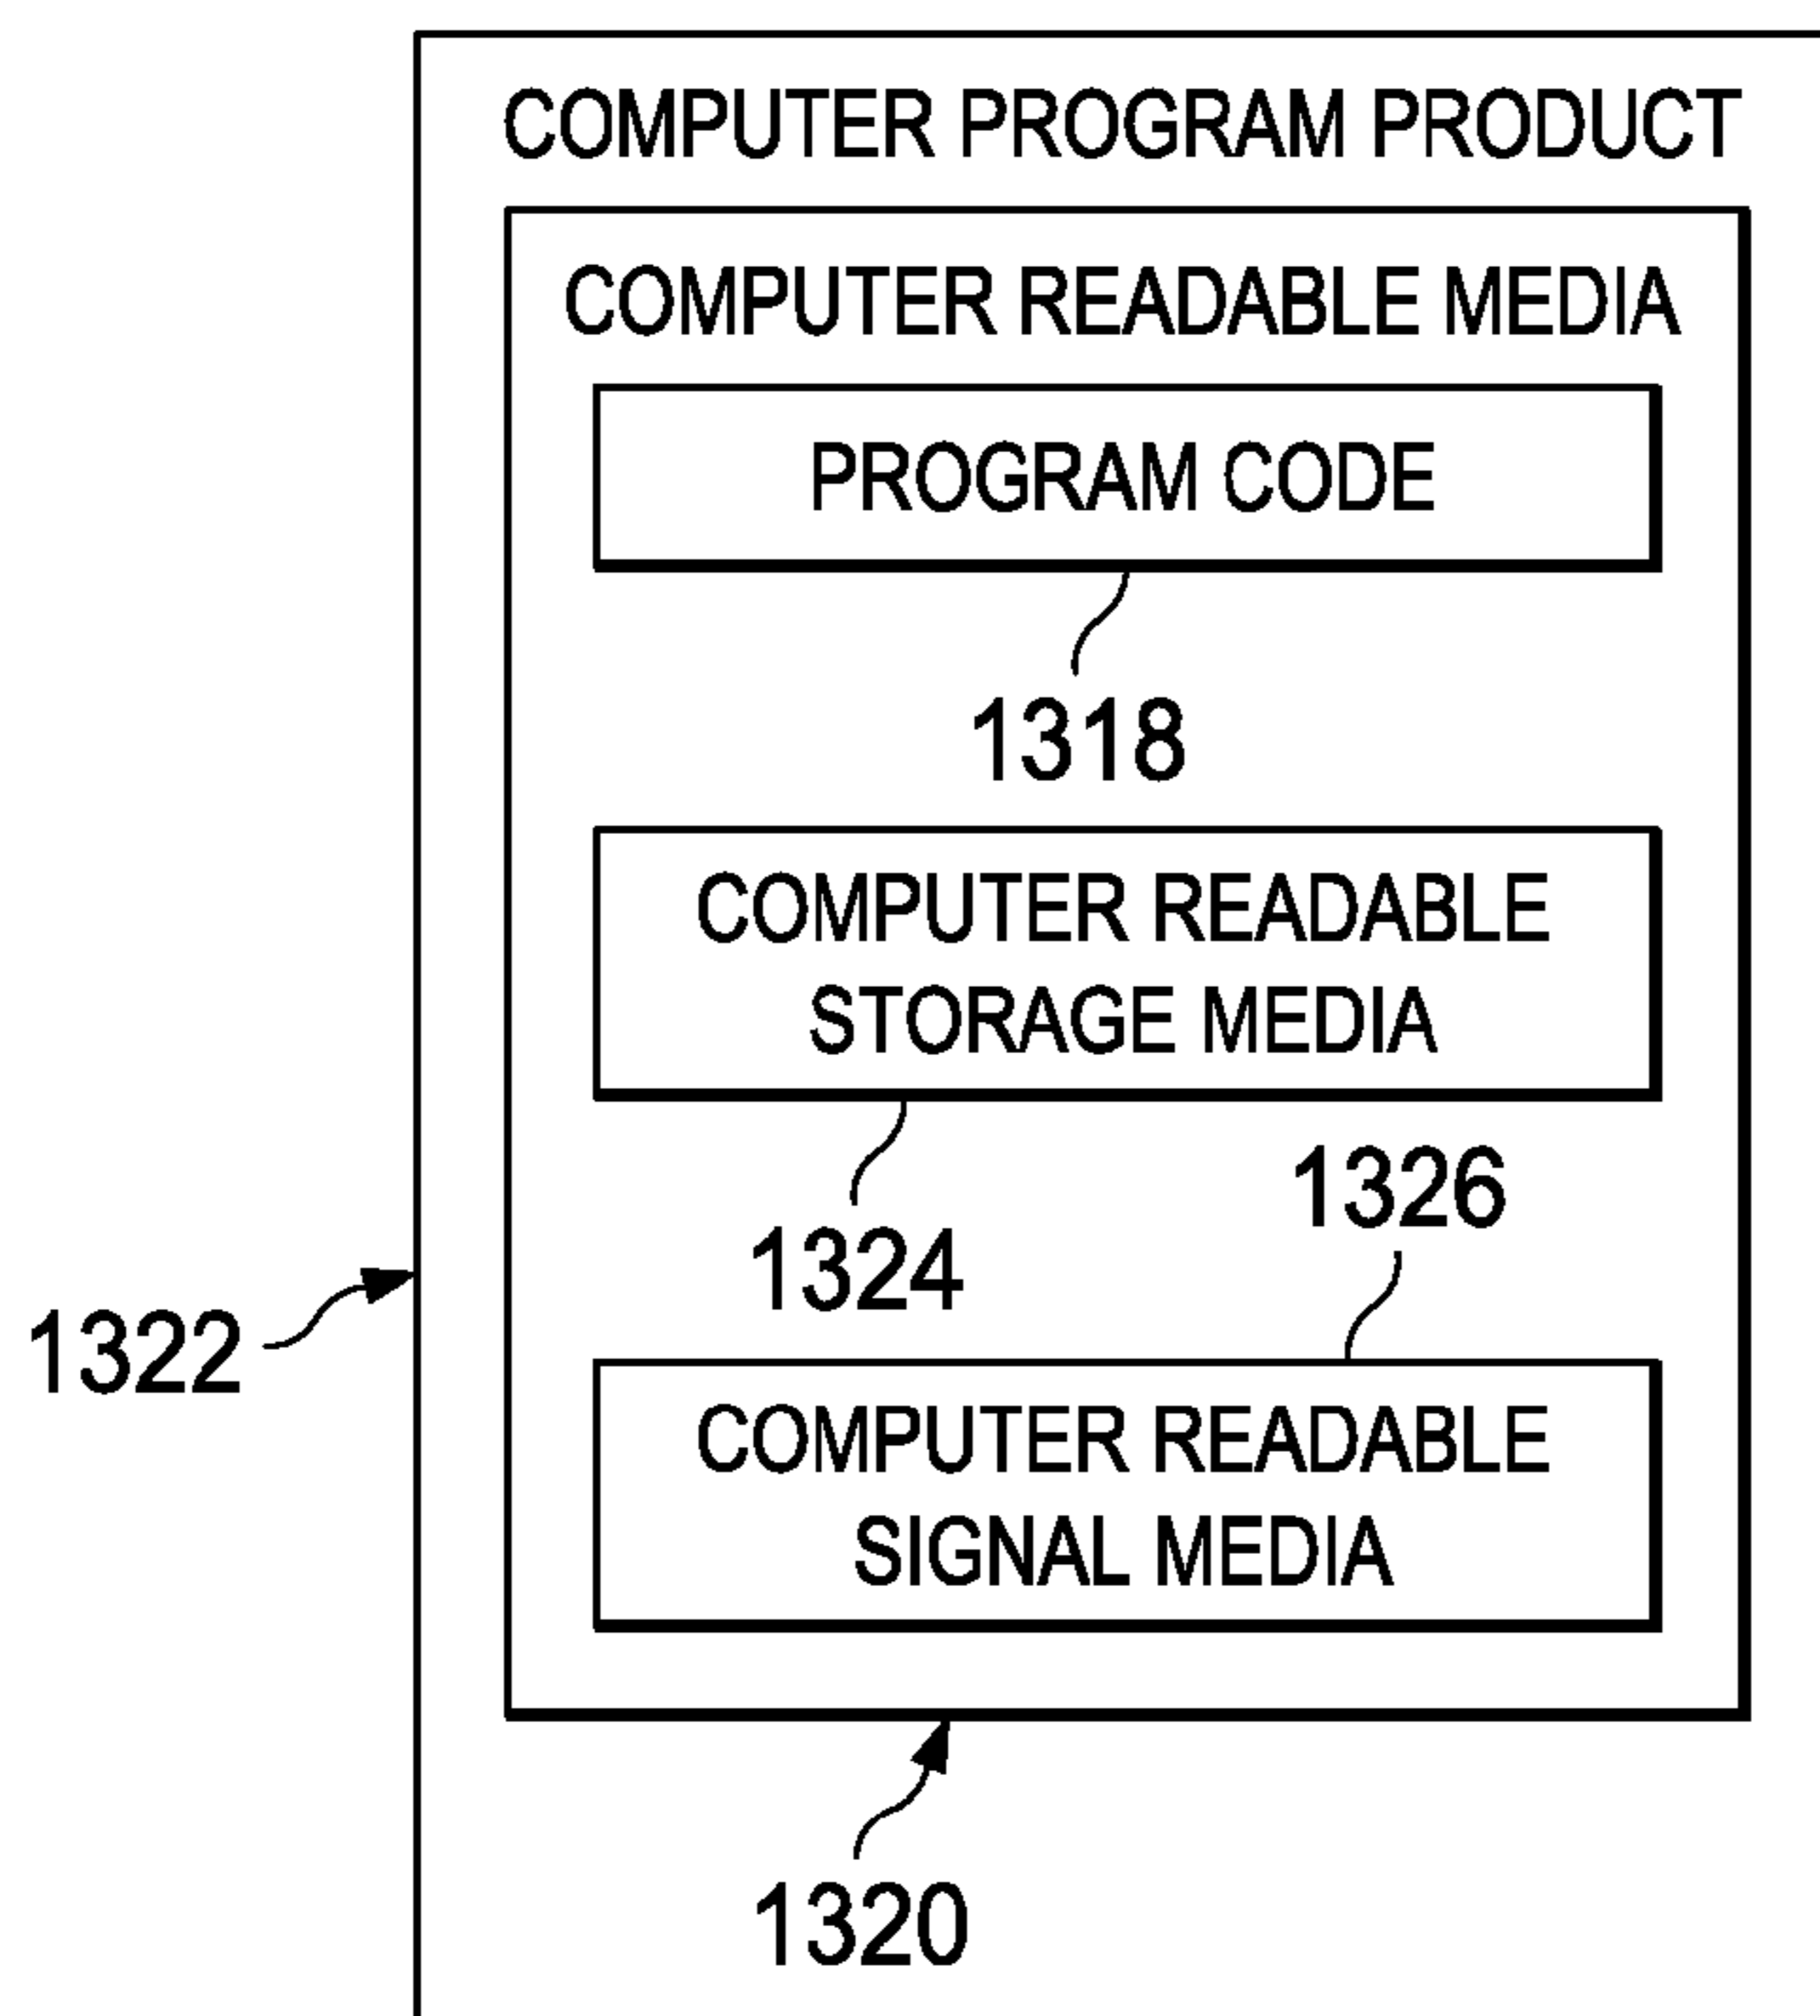 COMPUTER PROGRAM PRODUCT
COMPUTER READABLE MEDIA
PROGRAM CODE
1318
COMPUTER READABLE
STORAGE MEDIA
1326
1324
1322
COMPUTER READABLE
SIGNAL MEDIA
1320